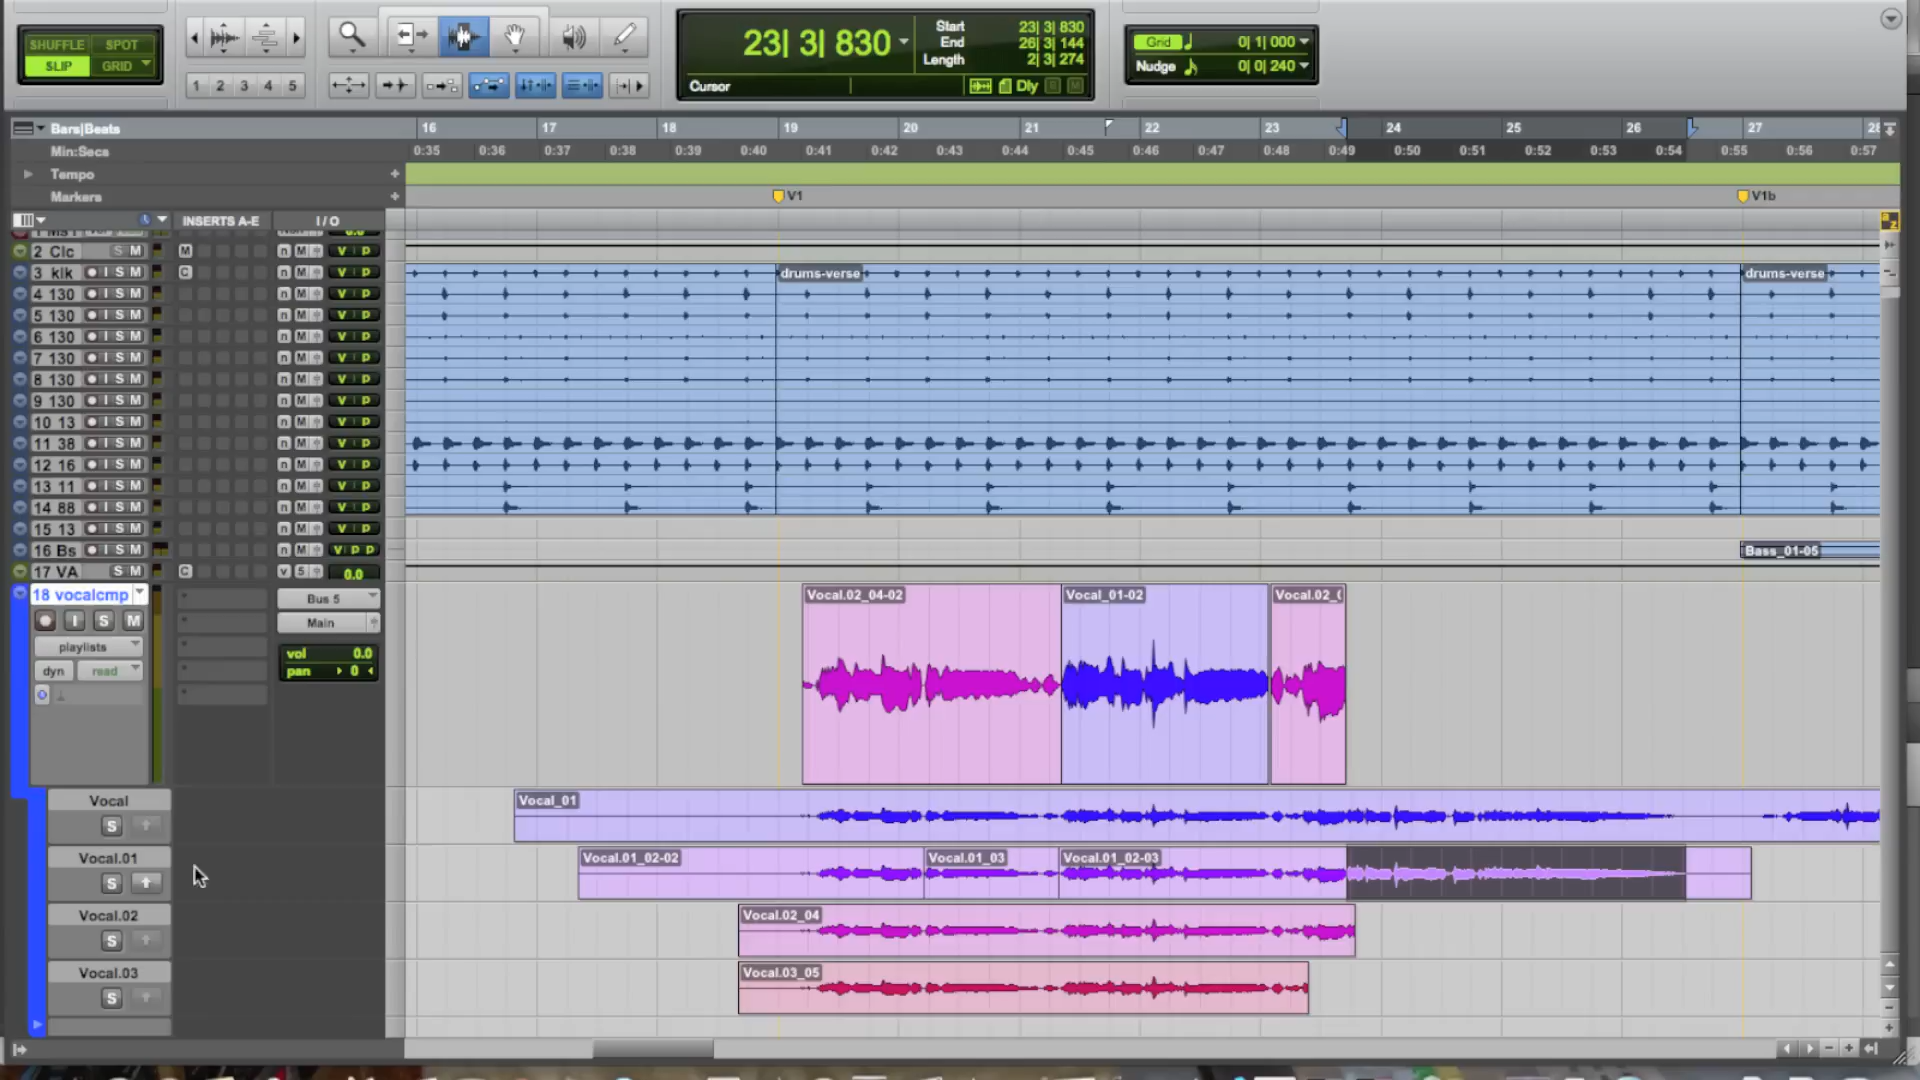 SHUFFLE SPOT
SLIP GRID
1 2 3 4 5
23| 3| 830
Start 23| 3| 830
End 26| 3| 144
Length 2| 3| 274
Cursor
Dly
Grid 0| 1| 000
Nudge 0| 0| 240
Bars|Beats 16 17 18 19 20 21 22 23 24 25 26 27 28
Min:Secs 0:35 0:36 0:37 0:38 0:39 0:40 0:41 0:42 0:43 0:44 0:45 0:46 0:47 0:48 0:49 0:50 0:51 0:52 0:53 0:54 0:55 0:56 0:57
Tempo
Markers V1 V1b
INSERTS A-E I / O
2 Clc S M M n M V P
3 klk I S M C n M V P drums-verse drums-verse
4 130 I S M n M V P
5 130 I S M n M V P
6 130 I S M n M V P
7 130 I S M n M V P
8 130 I S M n M V P
9 130 I S M n M V P
10 13 I S M n M V P
11 38 I S M n M V P
12 16 I S M n M V P
13 11 I S M n M V P
14 88 I S M n M V P
15 13 I S M n M V P
16 Bs I S M n M V P P Bass_01-05
17 VA S M C v S 0.0
18 vocalcmp Bus 5 Vocal.02_04-02 Vocal_01-02 Vocal.02_0
I S M Main
playlists vol 0.0
dyn read pan 0
Vocal Vocal_01
S
Vocal.01 Vocal.01_02-02 Vocal.01_03 Vocal.01_02-03
S
Vocal.02 Vocal.02_04
S
Vocal.03 Vocal.03_05
S